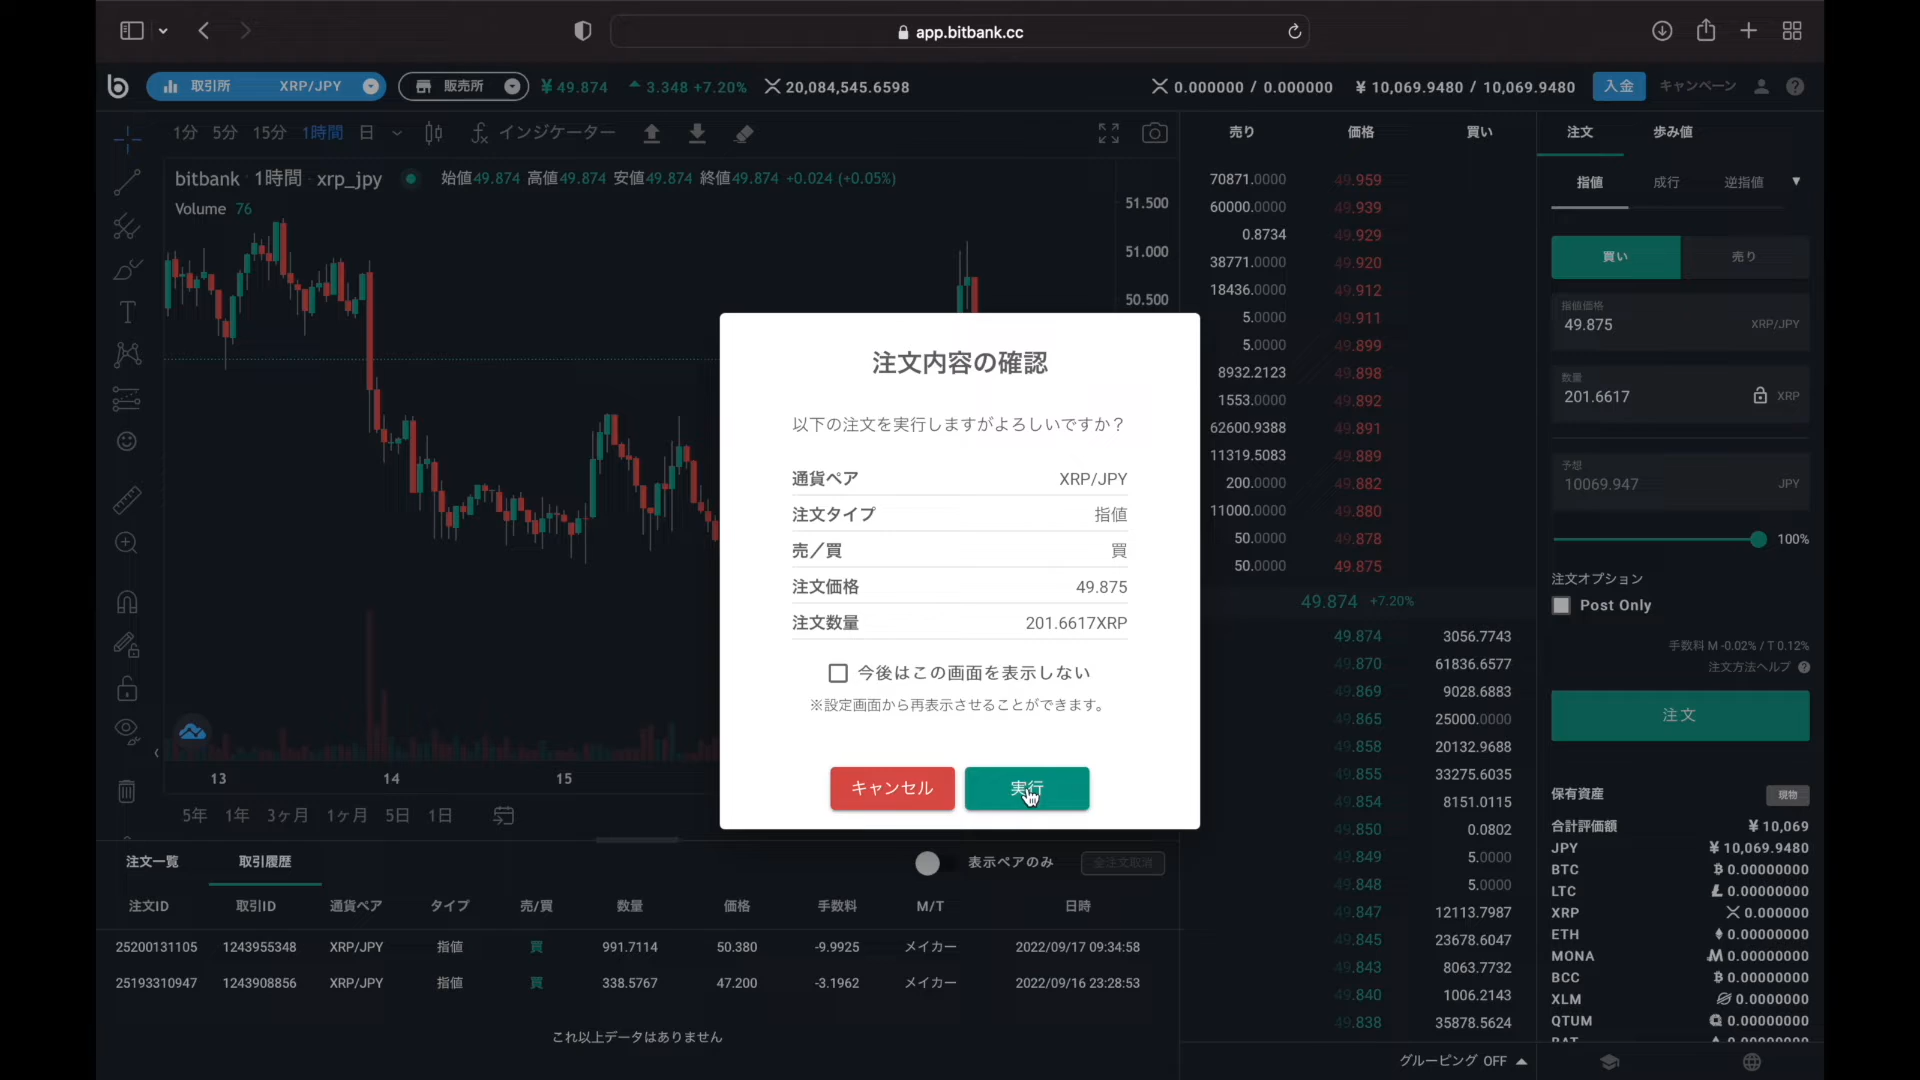 app.bitbank.cc
取引所 XRP/JPY 販売所 ¥49.874 3.348 +7.20% 20,084,545.6598 0.000000 / 0.000000 ¥ 10,069.9480 / 10,069.9480 入金 キャンペーン
1分 5分 15分 1時間 日 インジケーター
bitbank 1時間 xrp_jpy 始値49.874 高値49.874 安値49.874 終値49.874 +0.024 (+0.05%)
Volume 76
51.500
51.000
50.500
13 14 15
5年 1年 3ヶ月 1ヶ月 5日 1日
注文内容の確認
以下の注文を実行しますがよろしいですか？
通貨ペア XRP/JPY
注文タイプ 指値
売／買 買
注文価格 49.875
注文数量 201.6617XRP
今後はこの画面を表示しない
※設定画面から再表示させることができます。
キャンセル 実行
売り 価格 買い
70871.0000 49.959
60000.0000 49.939
0.8734 49.929
38771.0000 49.920
18436.0000 49.912
5.0000 49.911
5.0000 49.899
8932.2123 49.898
1553.0000 49.892
62600.9388 49.891
11319.5083 49.889
200.0000 49.882
11000.0000 49.880
50.0000 49.878
50.0000 49.875
49.874 +7.20%
49.874 3056.7743
49.870 61836.6577
49.869 9028.6883
49.865 25000.0000
49.858 20132.9688
49.855 33275.6035
49.854 8151.0115
49.850 0.0802
49.849 5.0000
49.848 5.0000
49.847 12113.7987
49.845 23678.6047
49.843 8063.7732
49.840 1006.2143
49.838 35878.5624
グルーピング OFF
注文 歩み値
指値 成行 逆指値
買い 売り
指値価格
49.875 XRP/JPY
数量
201.6617 XRP
予想
10069.947 JPY
100%
注文オプション
Post Only
手数料 M -0.02% / T 0.12%
注文方法ヘルプ
注文
保有資産 現物
合計評価額 ¥ 10,069
JPY ¥ 10,069.9480
BTC 0.00000000
LTC 0.00000000
XRP 0.000000
ETH 0.00000000
MONA 0.00000000
BCC 0.00000000
XLM 0.0000000
QTUM 0.00000000
注文一覧 取引履歴 表示ペアのみ 全注文取消
注文ID 取引ID 通貨ペア タイプ 売/買 数量 価格 手数料 M/T 日時
25200131105 1243955348 XRP/JPY 指値 買 991.7114 50.380 -9.9925 メイカー 2022/09/17 09:34:58
25193310947 1243908856 XRP/JPY 指値 買 338.5767 47.200 -3.1962 メイカー 2022/09/16 23:28:53
これ以上データはありません